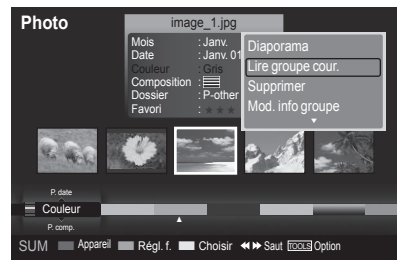 Photo
image_1.jpg
Mois : Janv.
Date : Janv. 01
Couleur : Gris
Composition :
Dossier : P-other
Favori : ★ ★ ★
Diaporama
Lire groupe cour.
Supprimer
Mod. info groupe
P. date
Couleur
P. comp.
SUM Appareil Régl. f. Choisir Saut TOOLS Option